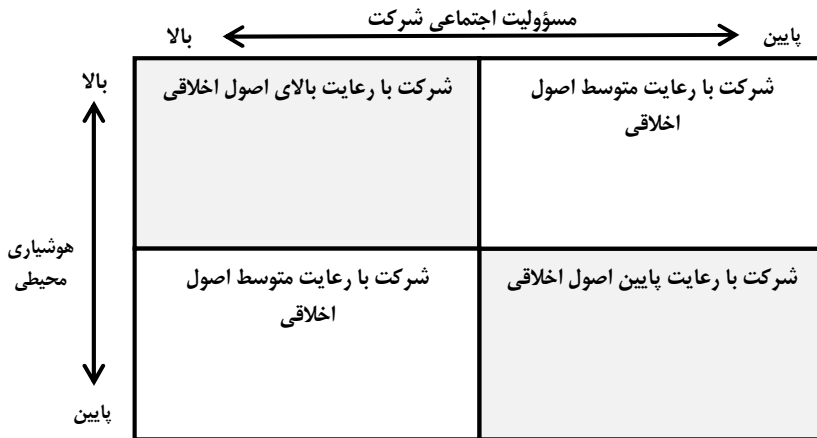 مسؤولیت اجتماعی شرکت
پایین
بالا
بالا
شرکت با رعایت متوسط اصول
اخلاقی
شرکت با رعایت بالای اصول اخلاقی
هوشیاری
محیطی
شرکت با رعایت پایین اصول اخلاقی
شرکت با رعایت متوسط اصول
اخلاقی
پایین